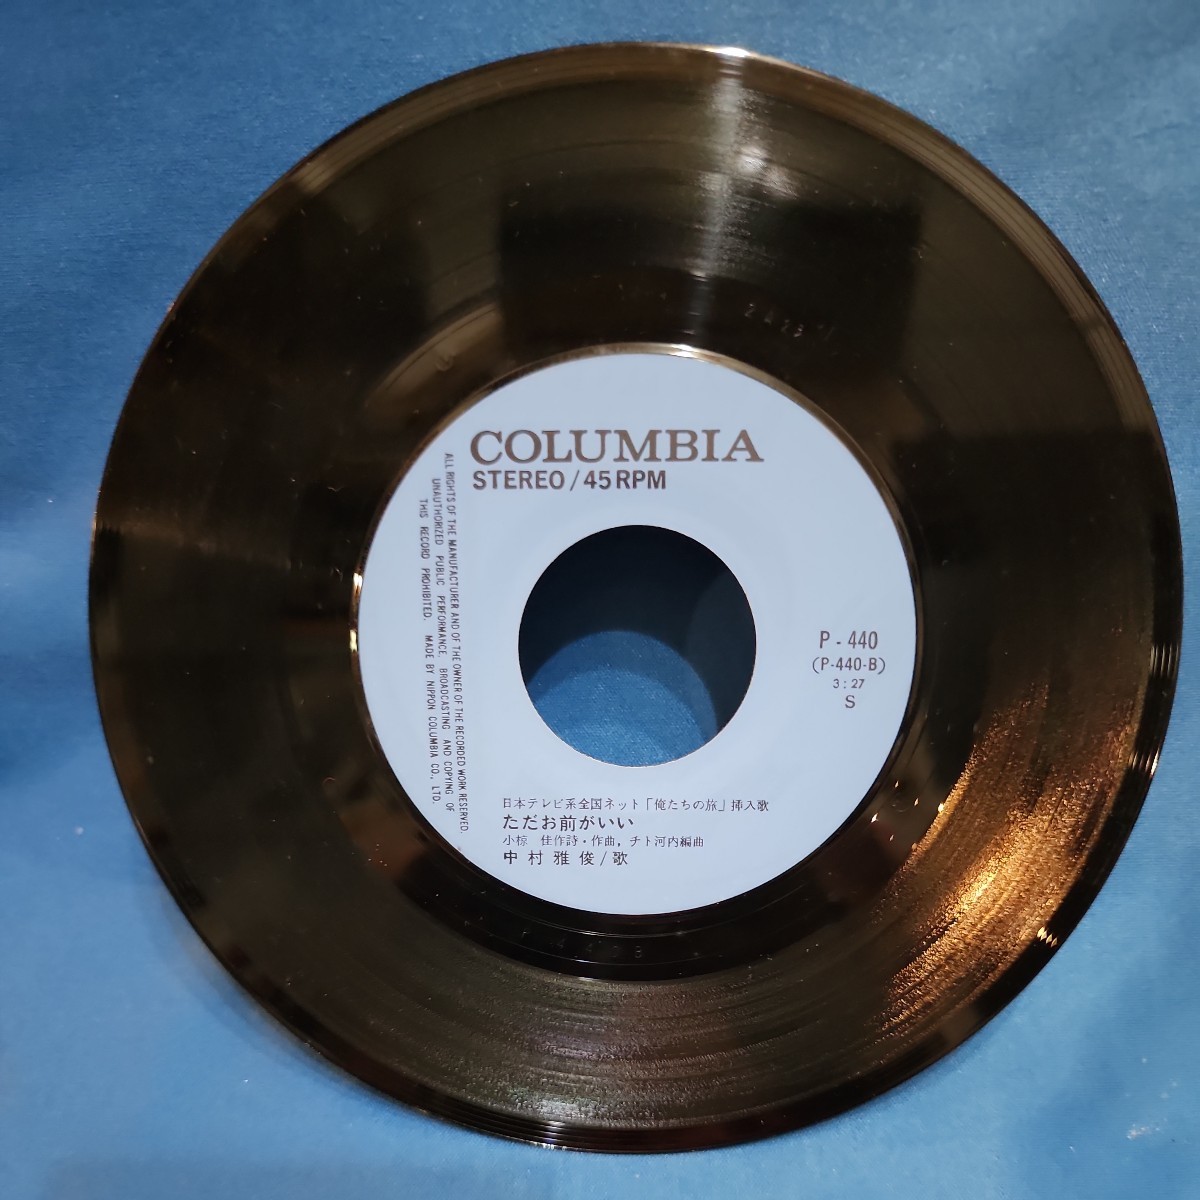 COLUMBIA
STEREO/45RPM
ALL RIGHTS OF THE MANUFACTURER AND OF THE OWNER OF THE RECORDED WORK RESERVED.
UNAUTHORIZED PUBLIC PERFORMANCE, BROADCASTING AND COPYING OF
THIS RECORD PROHIBITED. MADE BY NIPPON COLUMBIA CO., LTD.
P-440
(P-440-B)
3:27
S
日本テレビ系全国ネット「俺たちの旅」挿入歌
ただお前がいい
小椋 佳作詩・作曲, チト河内編曲
中村雅俊/歌